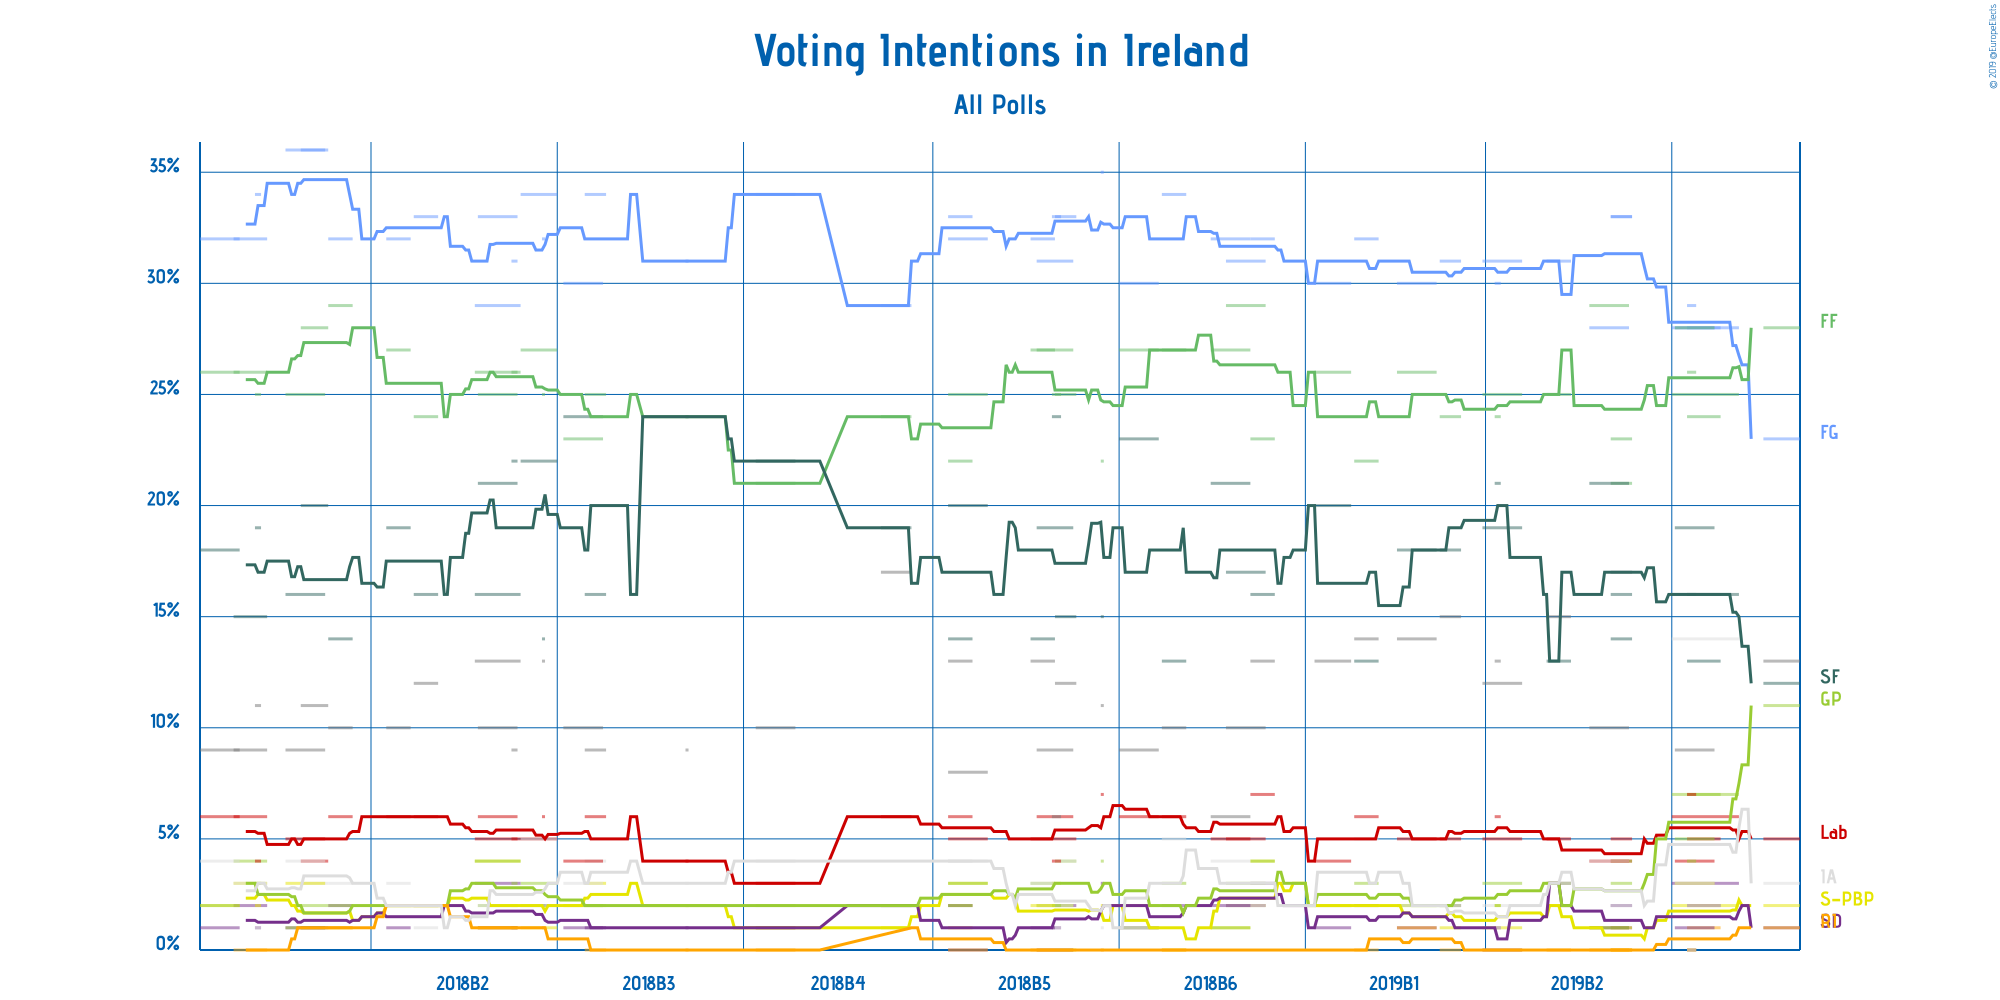 Voting Intentions in Ireland
All Polls
© 2019 @EuropeElects
35%
30%
25%
20%
15%
10%
5%
0%
FF
FG
SF
GP
Lab
IA
S-PBP
2018B2
2018B3
2018B4
2018B5
2018B6
2019B1
2019B2